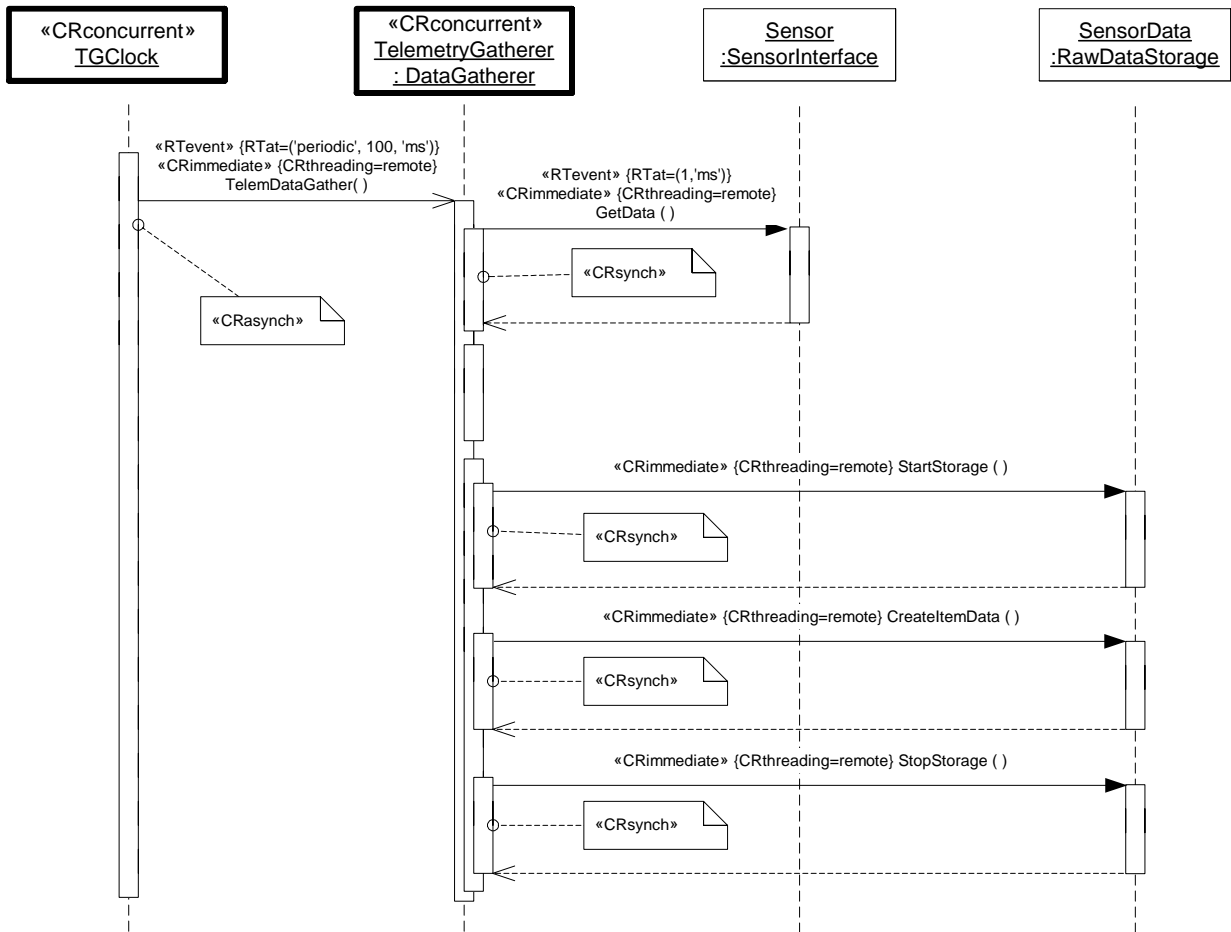 «CRconcurrent»
TGClock
«CRconcurrent»
TelemetryGatherer
: DataGatherer
Sensor
:SensorInterface
SensorData
:RawDataStorage
«RTevent» {RTat=('periodic', 100, 'ms')}
«CRimmediate» {CRthreading=remote}
TelemDataGather( )
«RTevent» {RTat=(1,'ms')}
«CRimmediate» {CRthreading=remote}
GetData ( )
«CRsynch»
«CRasynch»
«CRimmediate» {CRthreading=remote} StartStorage ( )
«CRsynch»
«CRimmediate» {CRthreading=remote} CreateItemData ( )
«CRsynch»
«CRimmediate» {CRthreading=remote} StopStorage ( )
«CRsynch»